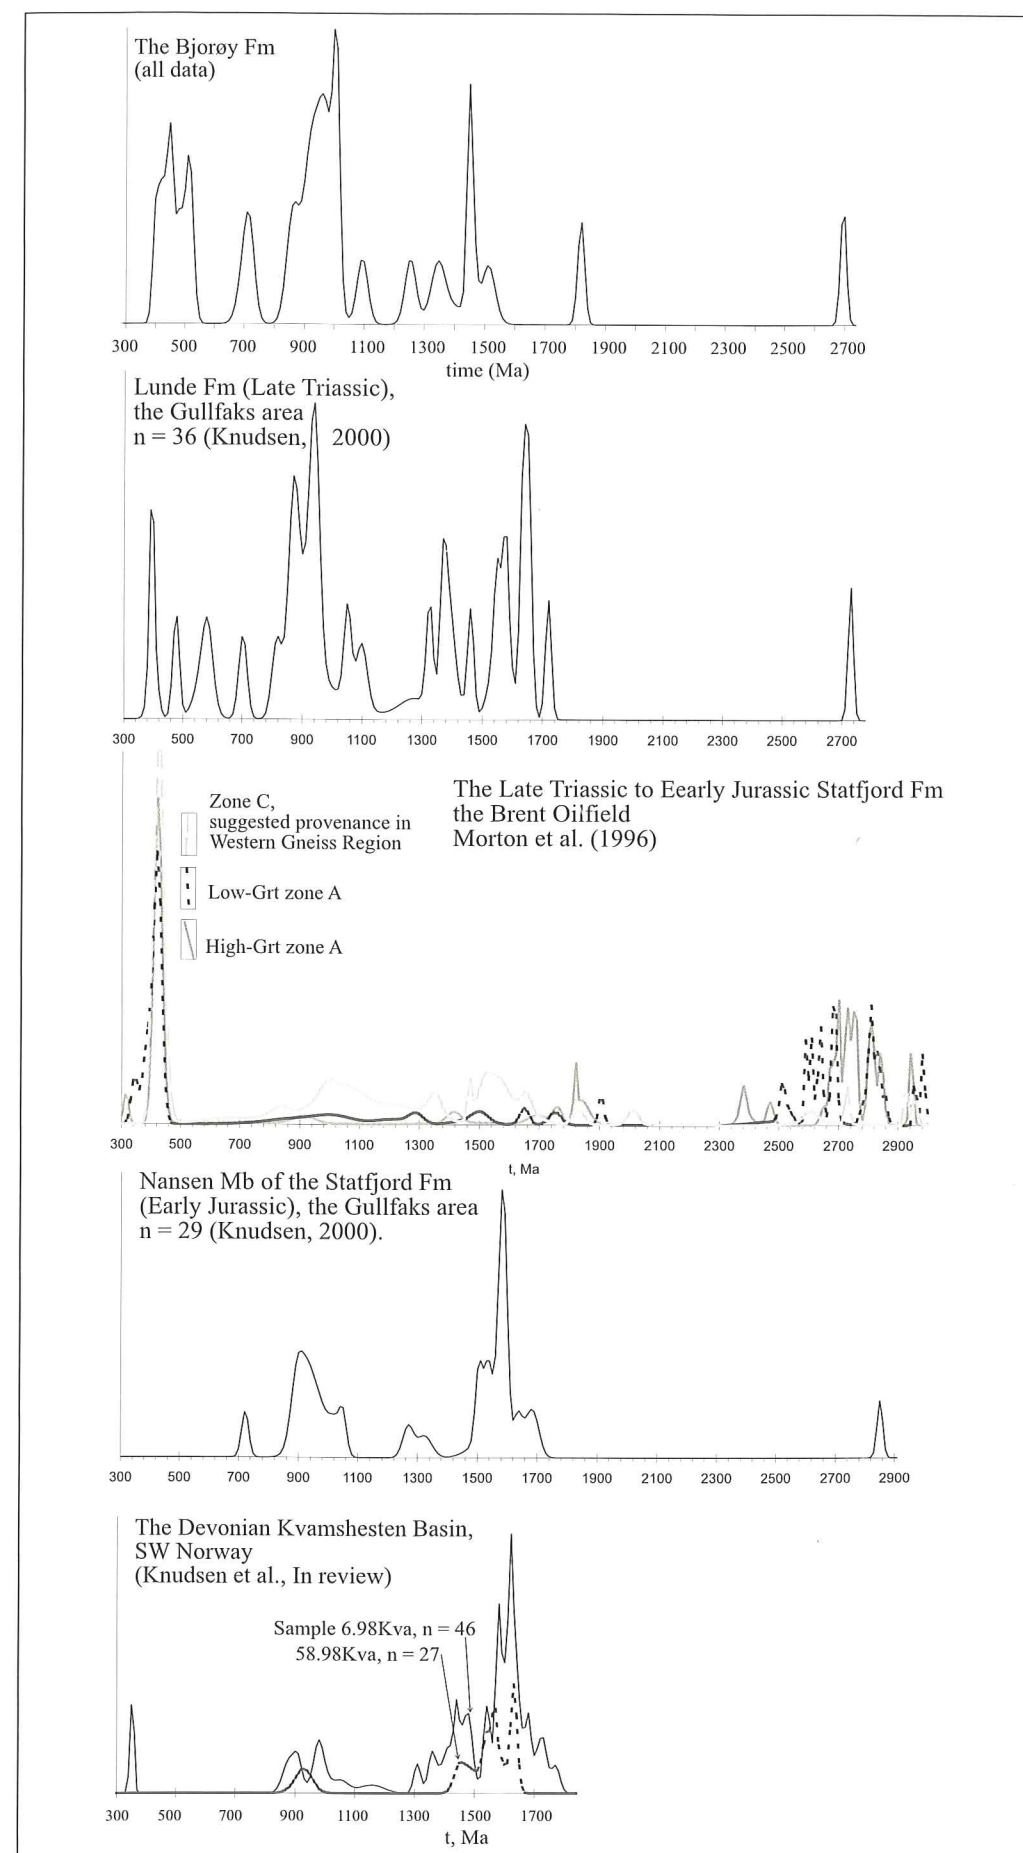 The Bjorøy Fm
(all data)
300 500 700 900 1100 1300 1500 1700 1900 2100 2300 2500 2700
time (Ma)
Lunde Fm (Late Triassic),
the Gullfaks area
n = 36 (Knudsen, 2000)
300 500 700 900 1100 1300 1500 1700 1900 2100 2300 2500 2700
The Late Triassic to Eearly Jurassic Statfjord Fm
the Brent Oilfield
Morton et al. (1996)
Zone C,
suggested provenance in
Western Gneiss Region
Low-Grt zone A
High-Grt zone A
300 500 700 900 1100 1300 1500 1700 1900 2100 2300 2500 2700 2900
t, Ma
Nansen Mb of the Statfjord Fm
(Early Jurassic), the Gullfaks area
n = 29 (Knudsen, 2000).
300 500 700 900 1100 1300 1500 1700 1900 2100 2300 2500 2700 2900
The Devonian Kvamshesten Basin,
SW Norway
(Knudsen et al., In review)
Sample 6.98Kva, n = 46
58.98Kva, n = 27
300 500 700 900 1100 1300 1500 1700
t, Ma